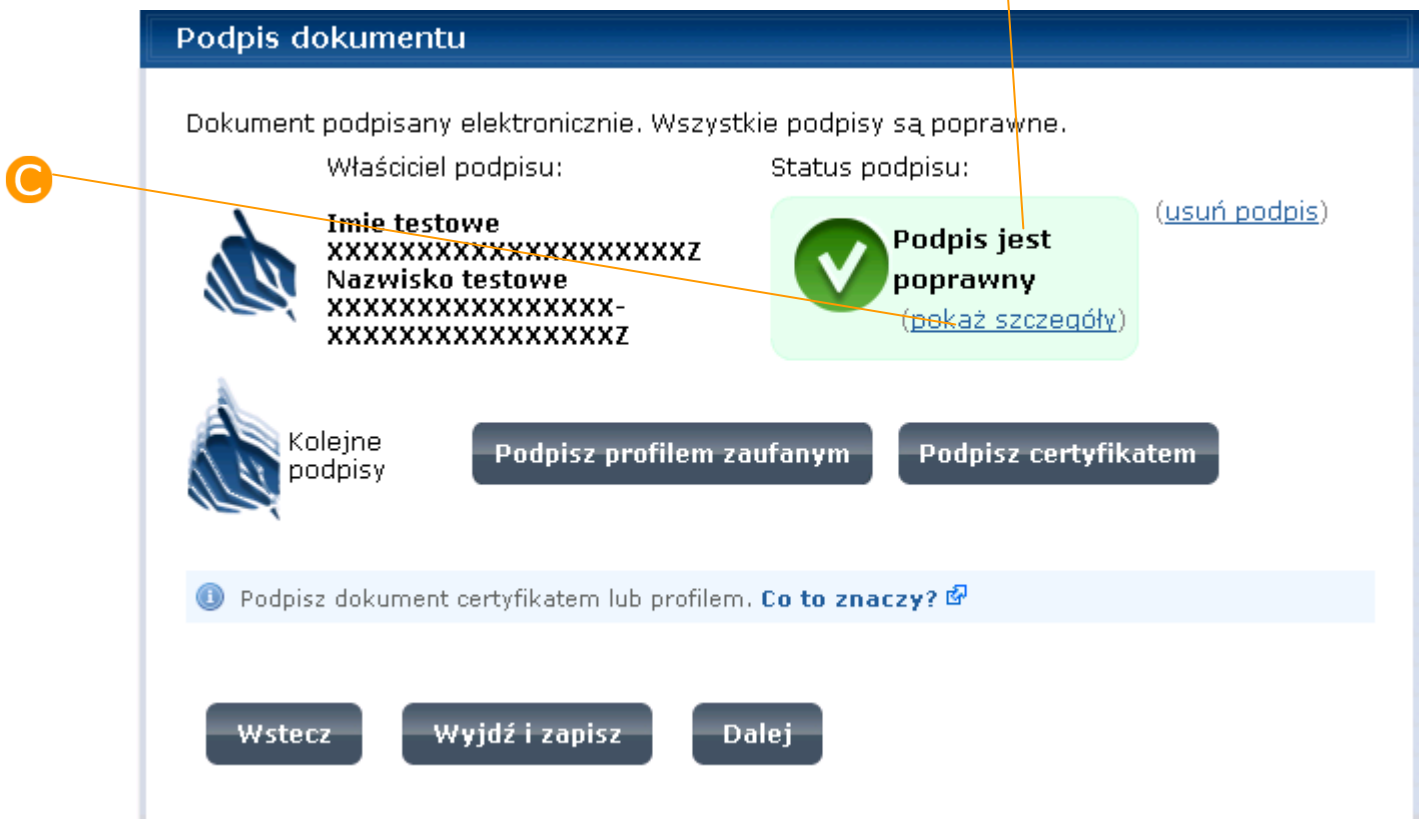 Podpis dokumentu
Dokument podpisany elektronicznie. Wszystkie podpisy są poprawne.
Właściciel podpisu:
Status podpisu:
C
Imie testowe
XXXXXXXXXXXXXXXXXXXXZ
Nazwisko testowe
XXXXXXXXXXXXXXXX-
XXXXXXXXXXXXXXXXZ
Podpis jest
poprawny
(pokaż szczegóły)
(usuń podpis)
Kolejne
podpisy
Podpisz profilem zaufanym
Podpisz certyfikatem
Podpisz dokument certyfikatem lub profilem. Co to znaczy?
Wstecz
Wyjdź i zapisz
Dalej